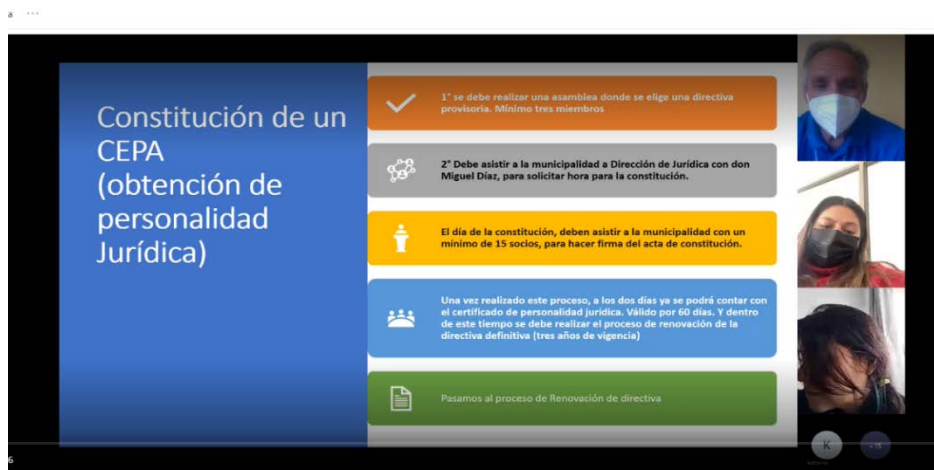 a ...
Constitución de un
CEPA
(obtención de
personalidad
Jurídica)
1° se debe realizar una asamblea donde se elige una directiva
provisoria. Mínimo tres miembros
2° Debe asistir a la municipalidad a Dirección de Jurídica con don
Miguel Díaz, para solicitar hora para la constitución.
El día de la constitución, deben asistir a la municipalidad con un
mínimo de 15 socios, para hacer firma del acta de constitución.
Una vez realizado este proceso, a los dos días ya se podrá contar con
el certificado de personalidad jurídica. Válido por 60 días. Y dentro
de este tiempo se debe realizar el proceso de renovación de la
directiva definitiva (tres años de vigencia)
Pasamos al proceso de Renovación de directiva
K
+15
6